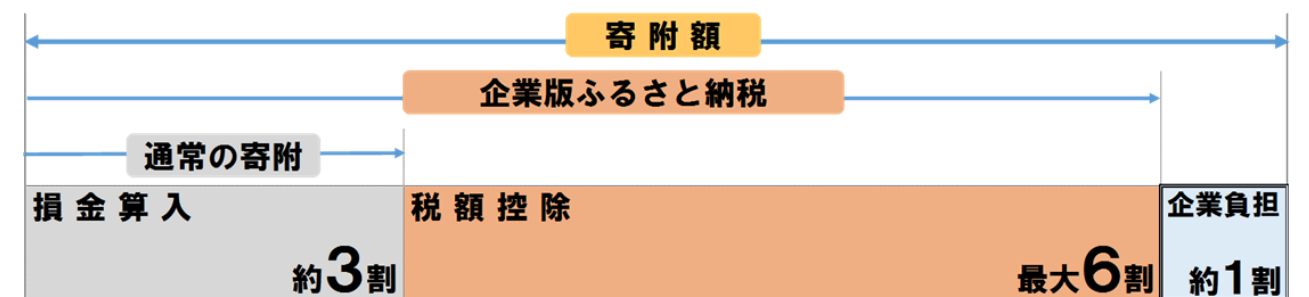 寄附額
企業版ふるさと納税
通常の寄附
損金算入
約3割
税額控除
最大6割
企業負担
約1割